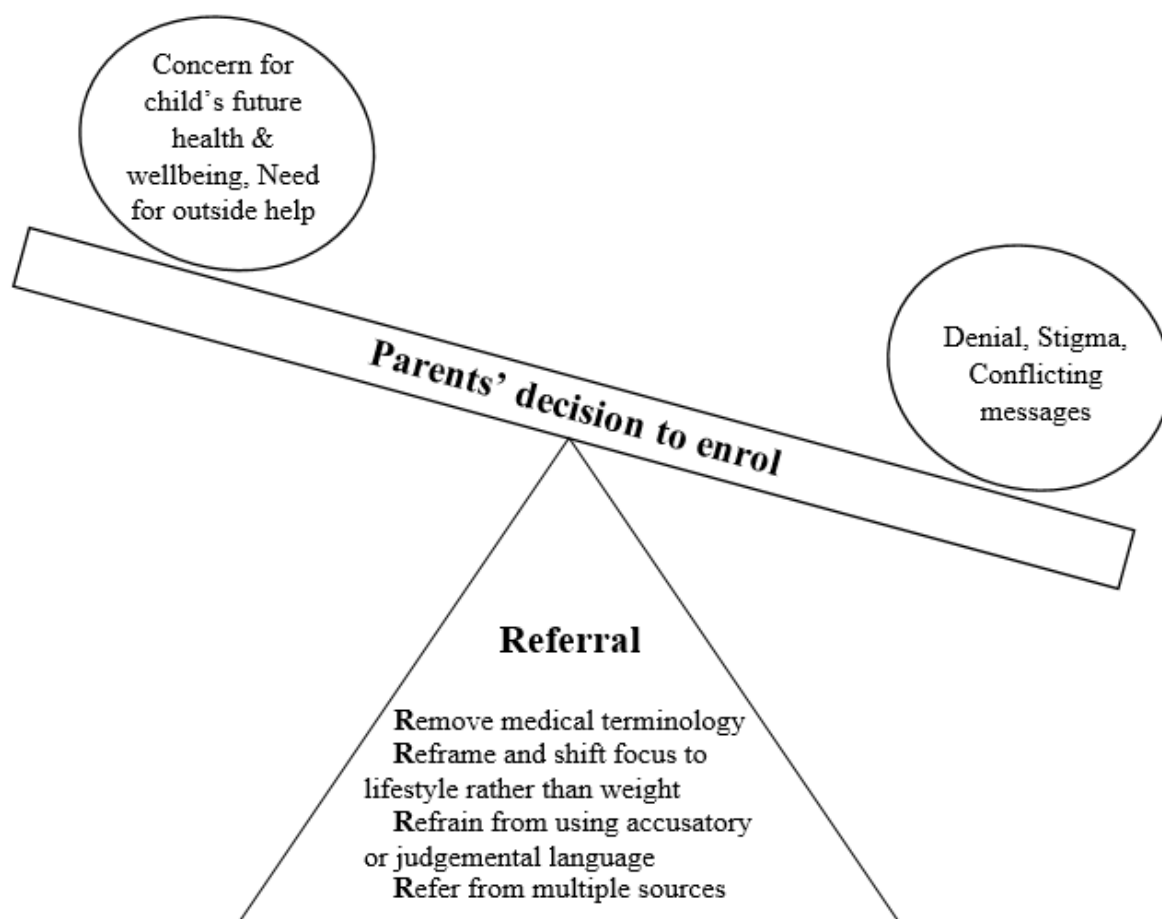 Concern for
child’s future
health &
wellbeing, Need
for outside help
Denial, Stigma,
Conflicting
messages
Parents’ decision to enrol
Referral
Remove medical terminology
Reframe and shift focus to
lifestyle rather than weight
Refrain from using accusatory
or judgemental language
Refer from multiple sources